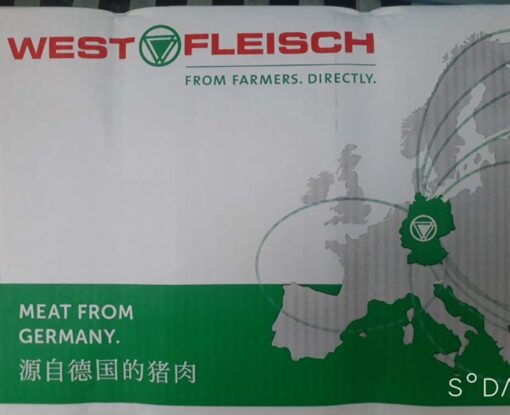 WEST FLEISCH
FROM FARMERS. DIRECTLY.
MEAT FROM
GERMANY.
源自德国的猪肉